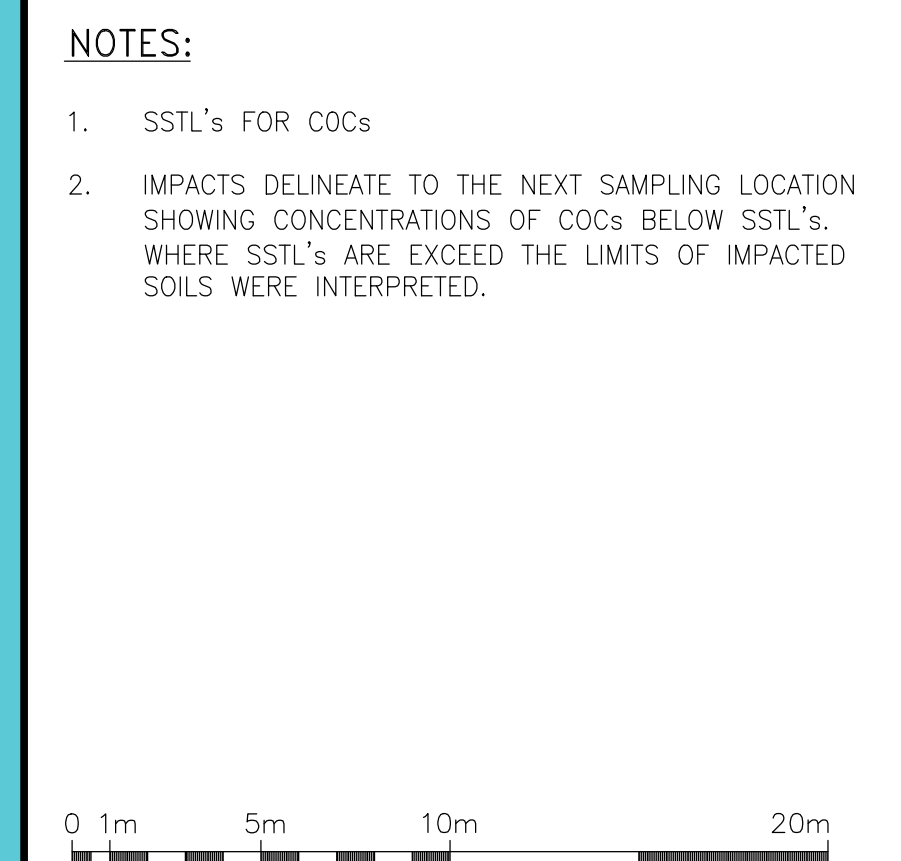 NOTES:
1. SSTL's FOR COCs
2. IMPACTS DELINEATE TO THE NEXT SAMPLING LOCATION
SHOWING CONCENTRATIONS OF COCs BELOW SSTL's.
WHERE SSTL's ARE EXCEED THE LIMITS OF IMPACTED
SOILS WERE INTERPRETED.
0 1m 5m 10m 20m